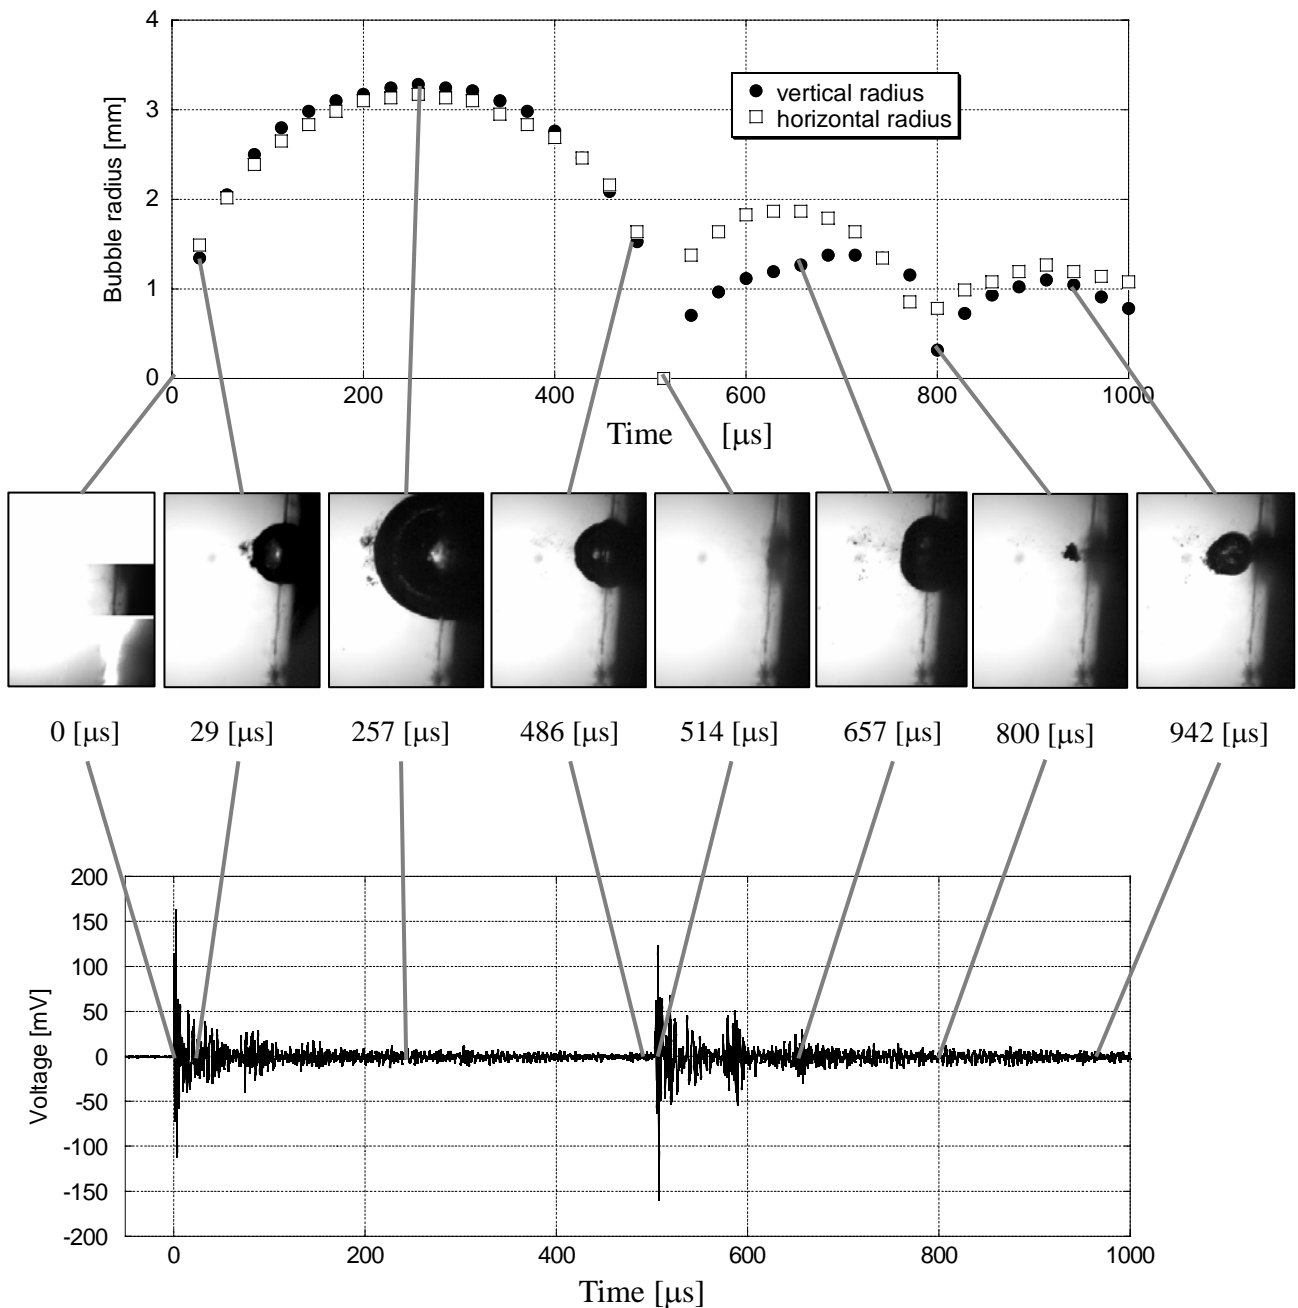 4
3
2
1
0
Bubble radius [mm]
vertical radius
horizontal radius
0 200 400 600 800 1000
Time [μs]
0 [μs] 29 [μs] 257 [μs] 486 [μs] 514 [μs] 657 [μs] 800 [μs] 942 [μs]
200
150
100
50
0
-50
-100
-150
-200
Voltage [mV]
0 200 400 600 800 1000
Time [μs]